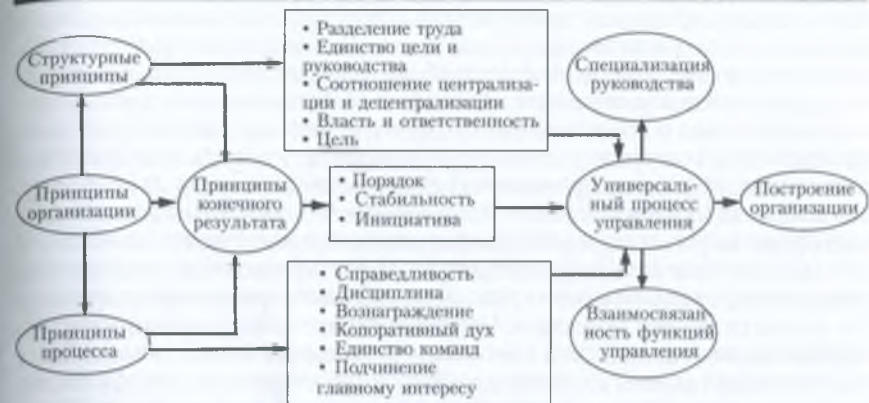 Структурные
принципы
• Разделение труда
• Единство цели и
руководства
• Соотношение централиза-
ции и децентрализации
• Власть и ответственность
• Цель
Специализация
руководства
Принципы
организации
Принципы
конечного
результата
• Порядок
• Стабильность
• Инициатива
Универсаль-
ный процесс
управления
Построение
организации
Принципы
процесса
• Справедливость
• Дисциплина
• Вознаграждение
• Копоративный дух
• Единство команд
• Подчинение
главному интересу
Взаимосвязан
ность функций
управления